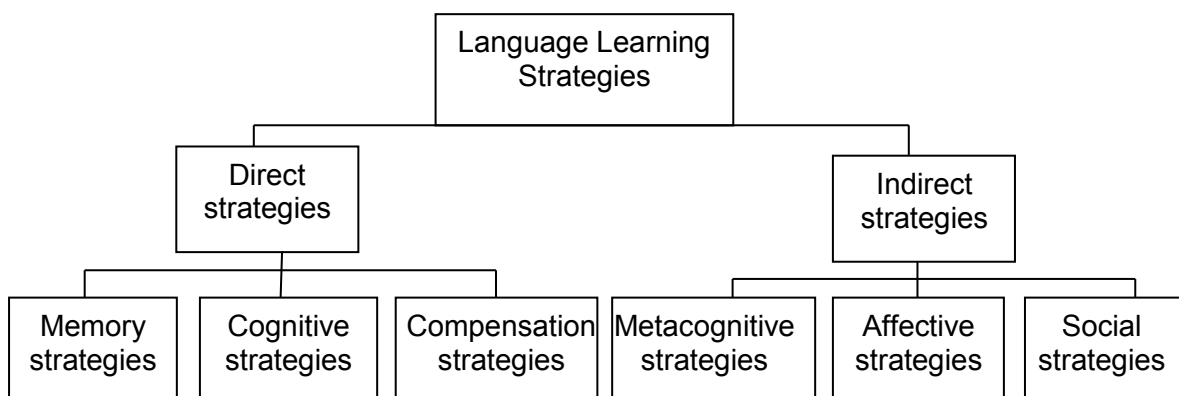 Language Learning
Strategies
Direct
strategies
Indirect
strategies
Memory
strategies
Cognitive
strategies
Compensation
strategies
Metacognitive
strategies
Affective
strategies
Social
strategies